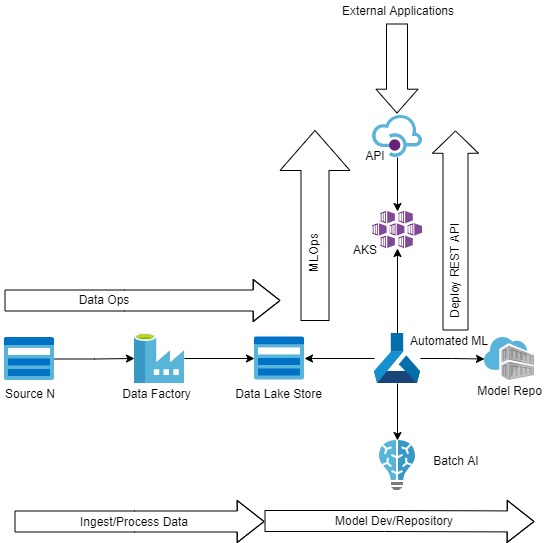 External Applications
API
MLOps
AKS
Deploy REST API
Data Ops
Automated ML
Source N
Data Factory
Data Lake Store
Model Repo
Batch AI
Ingest/Process Data
Model Dev/Repository